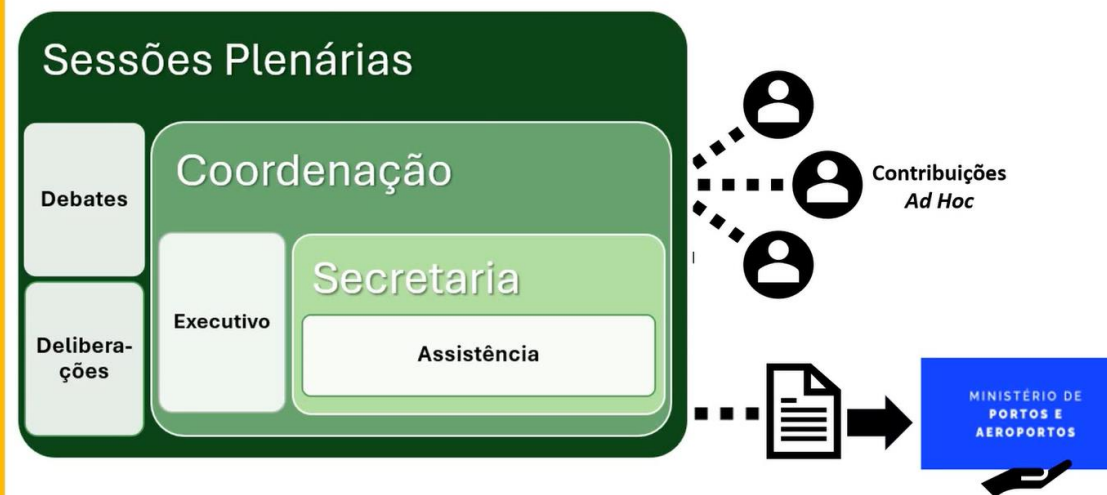 Sessões Plenárias
Debates
Delibera-
ções
Coordenação
Executivo
Secretaria
Assistência
Contribuições
Ad Hoc
MINISTÉRIO DE
PORTOS E
AEROPORTOS